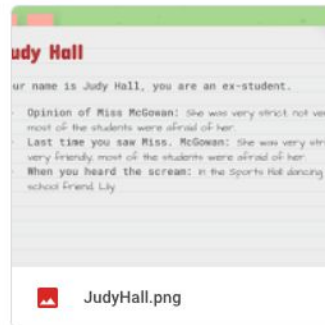 udy Hall
ur name is Judy Hall, you are an ex-student.
Opinion of Miss McGowan: She was very strict not ver
most of the students were afraid of her.
Last time you saw Miss. McGowan: She was very stri
very friendly. most of the students were afraid of her
When you heard the scream: in the Sports Hall dancing
school friend, Lily
JudyHall.png